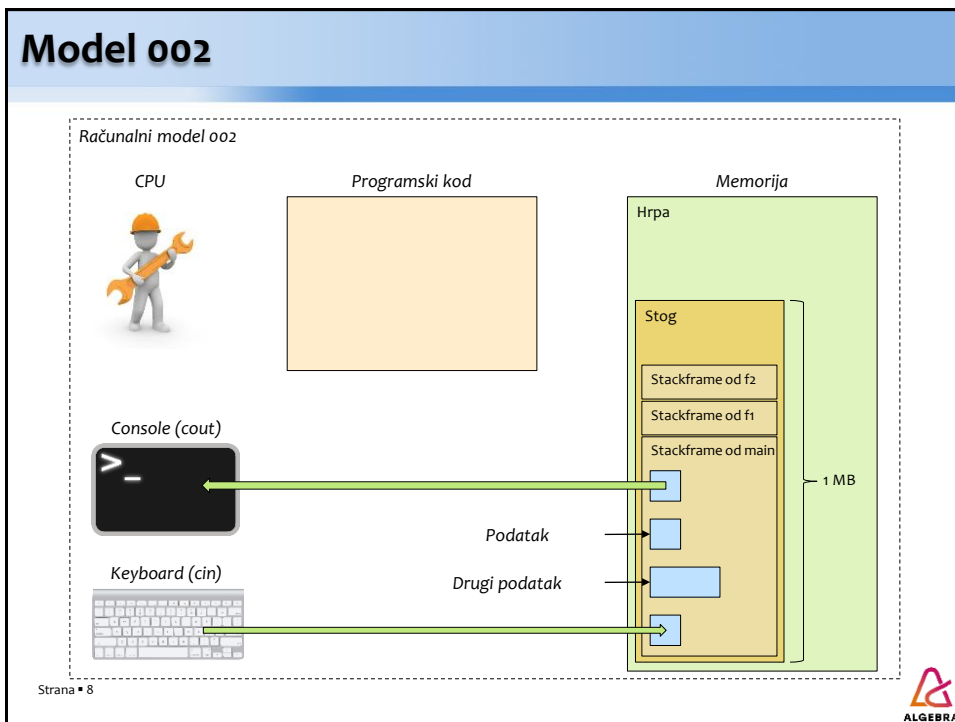 Model 002
Računalni model 002
CPU
Programski kod
Memorija
Hrpa
Stog
Stackframe od f2
Stackframe od f1
Console (cout)
Stackframe od main
>_
1 MB
Podatak
Keyboard (cin)
Drugi podatak
Strana ▪ 8
ALGEBRA